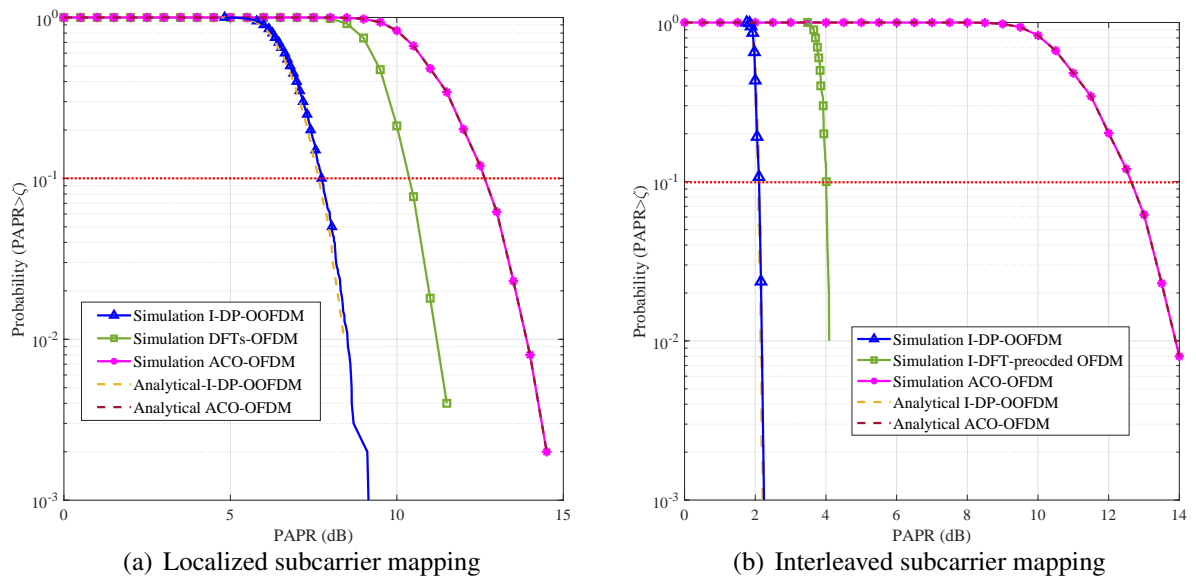 10^0
10^-1
10^-2
10^-3
Probability (PAPR>ζ)
0 5 10 15
PAPR (dB)
Simulation I-DP-OOFDM
Simulation DFTs-OFDM
Simulation ACO-OFDM
Analytical-I-DP-OOFDM
Analytical ACO-OFDM
(a) Localized subcarrier mapping
10^0
10^-1
10^-2
10^-3
Probability (PAPR>ζ)
0 2 4 6 8 10 12 14
PAPR (dB)
Simulation I-DP-OOFDM
Simulation I-DFT-preocded OFDM
Simulation ACO-OFDM
Analytical I-DP-OOFDM
Analytical ACO-OFDM
(b) Interleaved subcarrier mapping